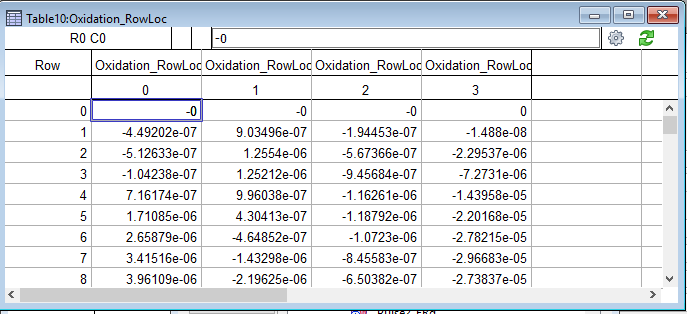 Table10:Oxidation_RowLoc
R0 C0 -0
Row Oxidation_RowLoc Oxidation_RowLoc Oxidation_RowLoc Oxidation_RowLoc
0 1 2 3
0 -0 -0 -0 0
1 -4.49202e-07 9.03496e-07 -1.94453e-07 -1.488e-08
2 -5.12633e-07 1.2554e-06 -5.67366e-07 -2.29537e-06
3 -1.04238e-07 1.25212e-06 -9.45684e-07 -7.2731e-06
4 7.16174e-07 9.96038e-07 -1.16261e-06 -1.43958e-05
5 1.71085e-06 4.30413e-07 -1.18792e-06 -2.20168e-05
6 2.65879e-06 -4.64852e-07 -1.0723e-06 -2.78215e-05
7 3.41516e-06 -1.43298e-06 -8.45583e-07 -2.96683e-05
8 3.96109e-06 -2.19625e-06 -6.50382e-07 -2.73837e-05